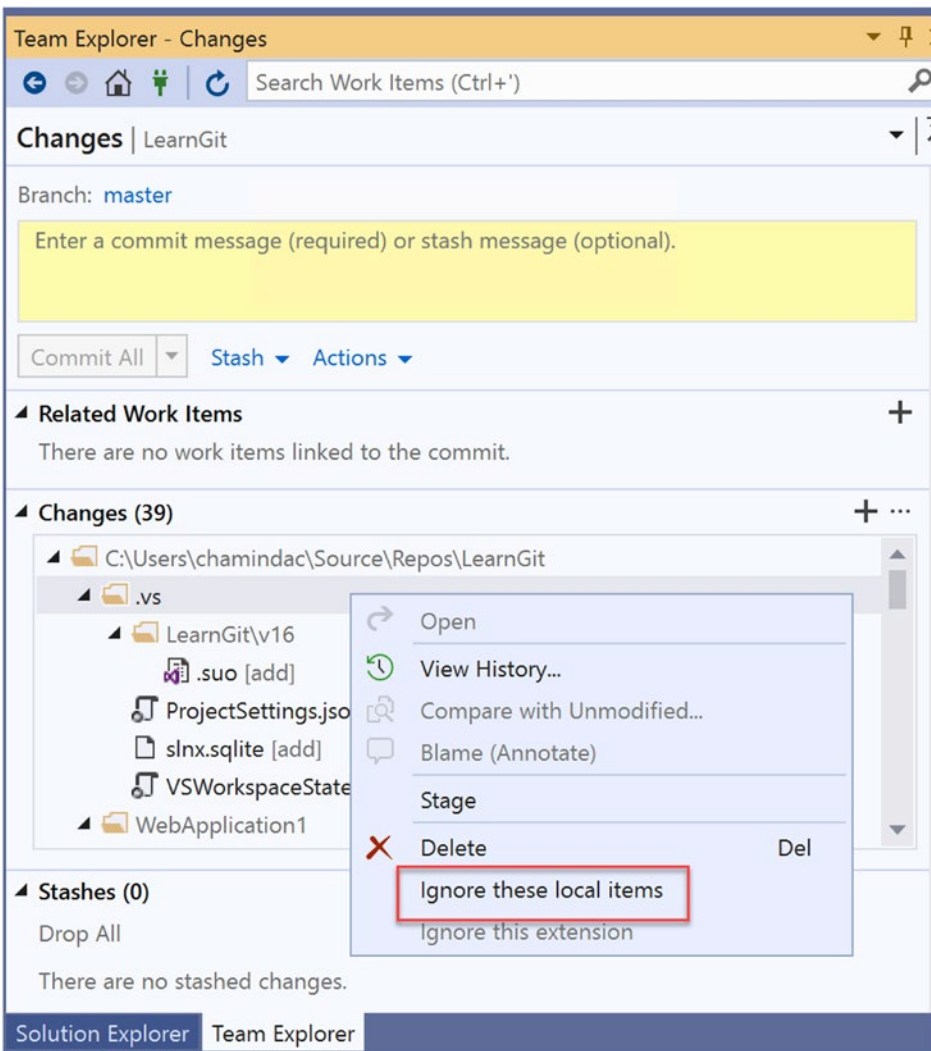 Team Explorer - Changes
Search Work Items (Ctrl+')
Changes | LearnGit
Branch: master
Enter a commit message (required) or stash message (optional).
Commit All Stash Actions
Related Work Items
There are no work items linked to the commit.
Changes (39)
C:\Users\chamindac\Source\Repos\LearnGit
.vs
LearnGit\v16
.suo [add]
ProjectSettings.jso
slnx.sqlite [add]
VSWorkspaceState
WebApplication1
Open
View History...
Compare with Unmodified...
Blame (Annotate)
Stage
Delete Del
Ignore these local items
Ignore this extension
Stashes (0)
Drop All
There are no stashed changes.
Solution Explorer Team Explorer